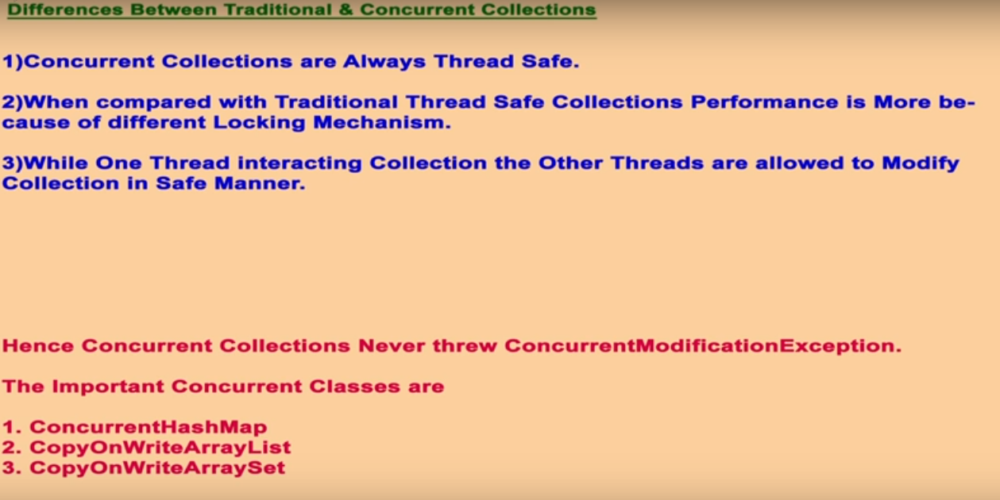 Differences Between Traditional & Concurrent Collections
1)Concurrent Collections are Always Thread Safe.
2)When compared with Traditional Thread Safe Collections Performance is More be-
cause of different Locking Mechanism.
3)While One Thread interacting Collection the Other Threads are allowed to Modify
Collection in Safe Manner.
Hence Concurrent Collections Never threw ConcurrentModificationException.
The Important Concurrent Classes are
1. ConcurrentHashMap
2. CopyOnWriteArrayList
3. CopyOnWriteArraySet